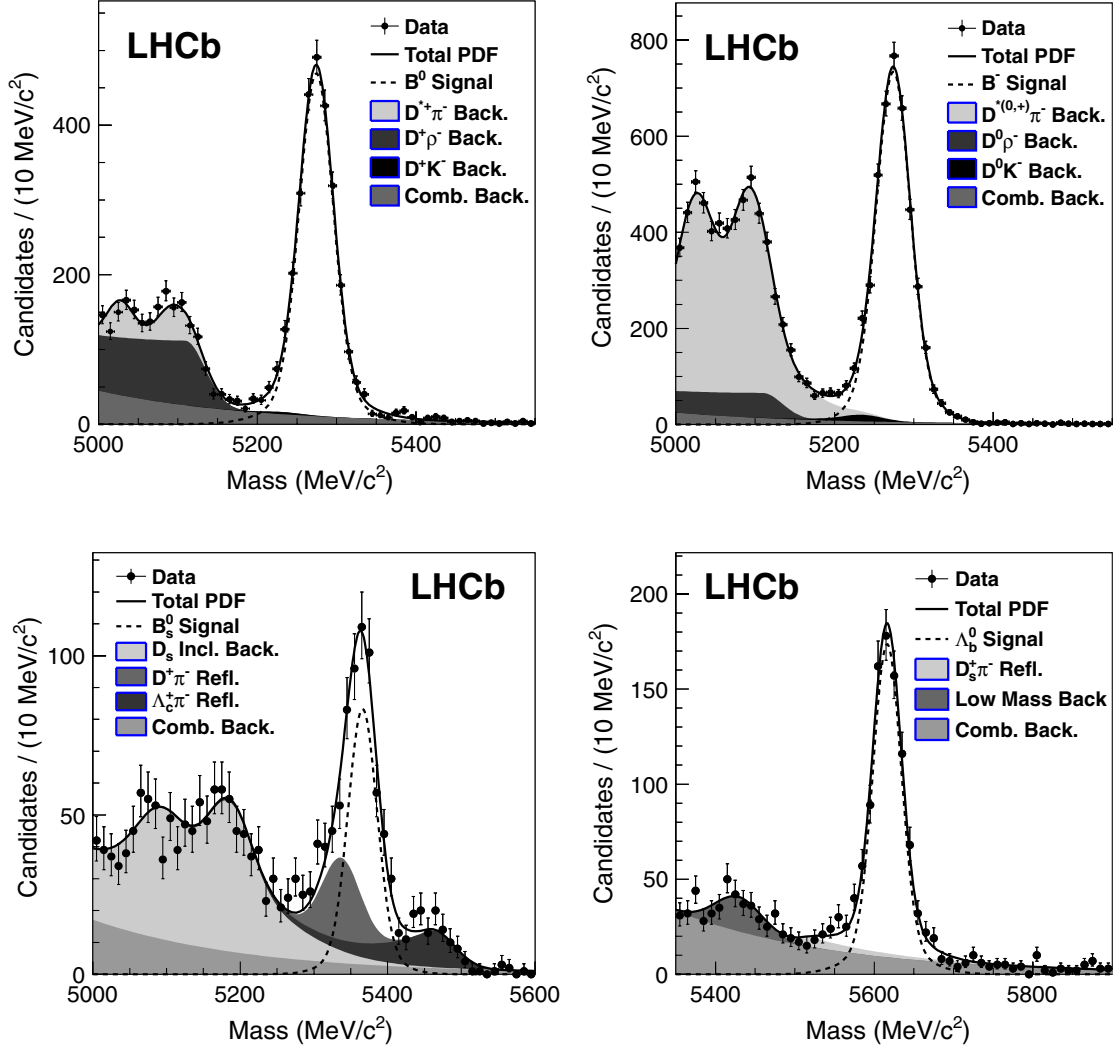 LHCb
Data
Total PDF
B⁰ Signal
D*⁺π⁻ Back.
D⁺ρ⁻ Back.
D⁺K⁻ Back.
Comb. Back.
400
200
0
5000 5200 5400
Candidates / (10 MeV/c²)
Mass (MeV/c²)
LHCb
Data
Total PDF
B⁻ Signal
D*⁽⁰,⁺⁾π⁻ Back.
D⁰ρ⁻ Back.
D⁰K⁻ Back.
Comb. Back.
800
600
400
200
0
5000 5200 5400
Candidates / (10 MeV/c²)
Mass (MeV/c²)
LHCb
Data
Total PDF
B⁰ₛ Signal
Dₛ Incl. Back.
D⁺π⁻ Refl.
Λ⁺c π⁻ Refl.
Comb. Back.
100
50
0
5000 5200 5400 5600
Candidates / (10 MeV/c²)
Mass (MeV/c²)
LHCb
Data
Total PDF
Λ⁰b Signal
D⁺ₛπ⁻ Refl.
Low Mass Back
Comb. Back.
200
150
100
50
0
5400 5600 5800
Candidates / (10 MeV/c²)
Mass (MeV/c²)